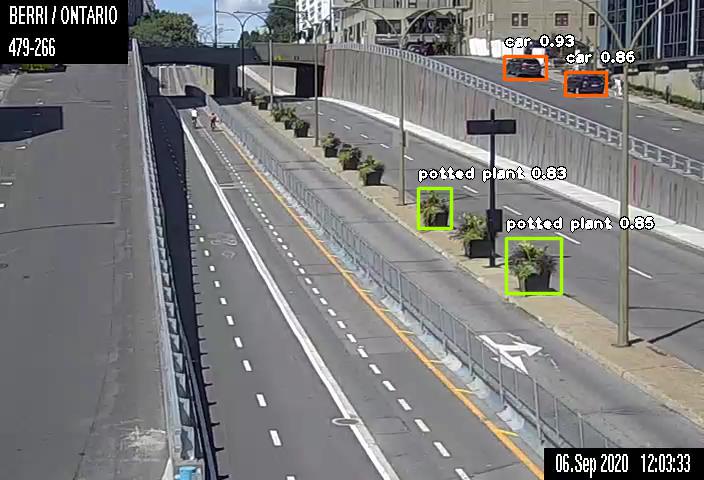 BERRI / ONTARIO
479-266
car 0.93
car 0.86
potted plant 0.83
potted plant 0.85
06.Sep 2020 12:03:33